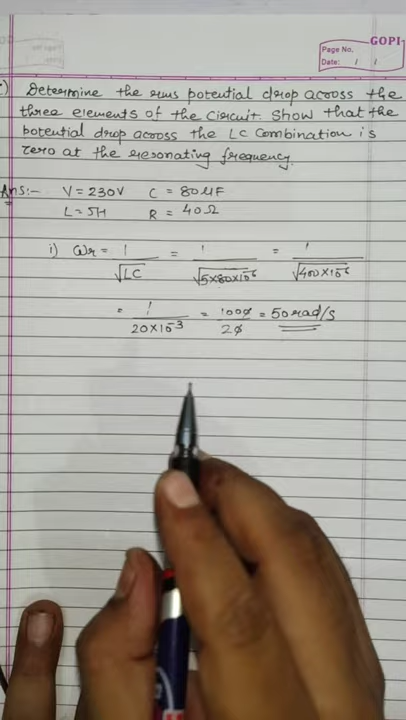 GOPI
Page No.
Date: / /
c) Determine the rms potential drop across the
three elements of the circuit. Show that the
potential drop across the LC combination is
zero at the resonating frequency.
Ans:- V = 230V C = 80μF
L = 5H R = 40Ω
i) ωr = 1/√LC = 1/√5×80×10⁻⁶ = 1/√400×10⁻⁶
= 1/20×10⁻³ = 1000/20 = 50 rad/s